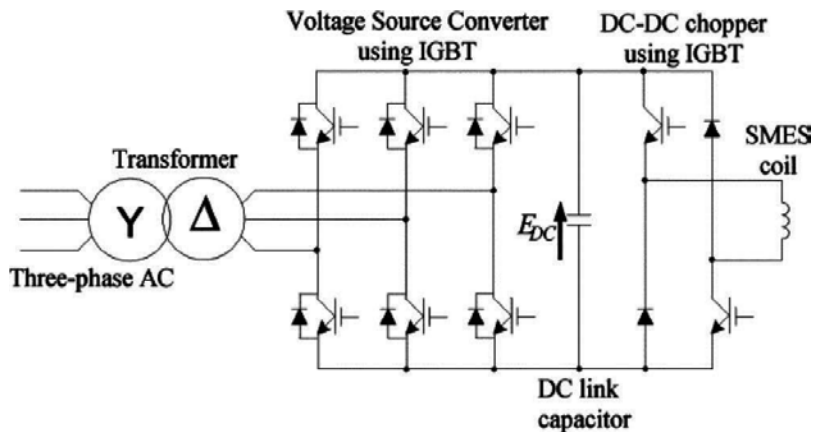 Voltage Source Converter
using IGBT
DC-DC chopper
using IGBT
SMES
coil
Transformer
Y
Δ
E_DC
Three-phase AC
DC link
capacitor